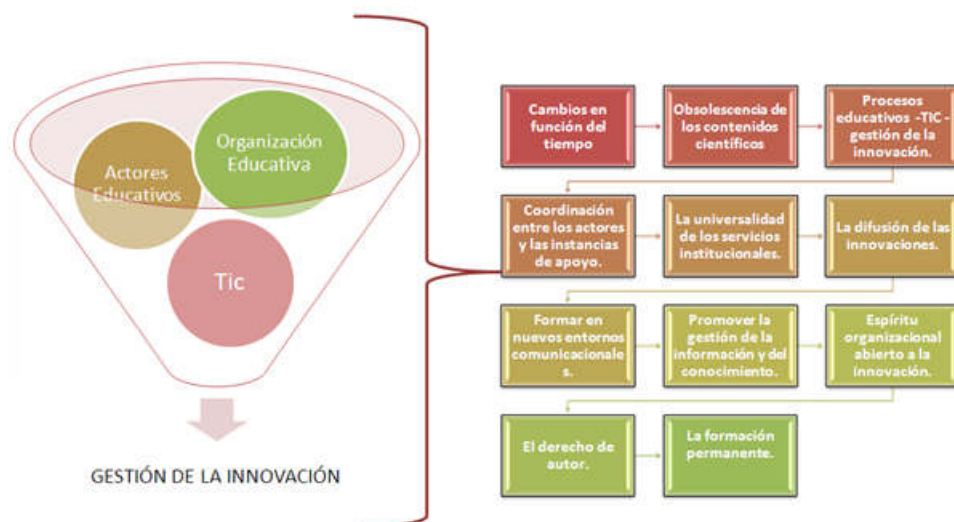 Actores
Educativos
Organización
Educativa
Tic
GESTIÓN DE LA INNOVACIÓN
Cambios en
función del
tiempo
Obsolescencia de
los contenidos
científicos
Procesos
educativos -TIC -
gestión de la
innovación.
Coordinación
entre los actores
y las instancias
de apoyo.
La universalidad
de los servicios
institucionales.
La difusión de las
innovaciones.
Formar en
nuevos entornos
comunicacionale
s.
Promover la
gestión de la
información y del
conocimiento.
Espíritu
organizacional
abierto a la
innovación.
El derecho de
autor.
La formación
permanente.